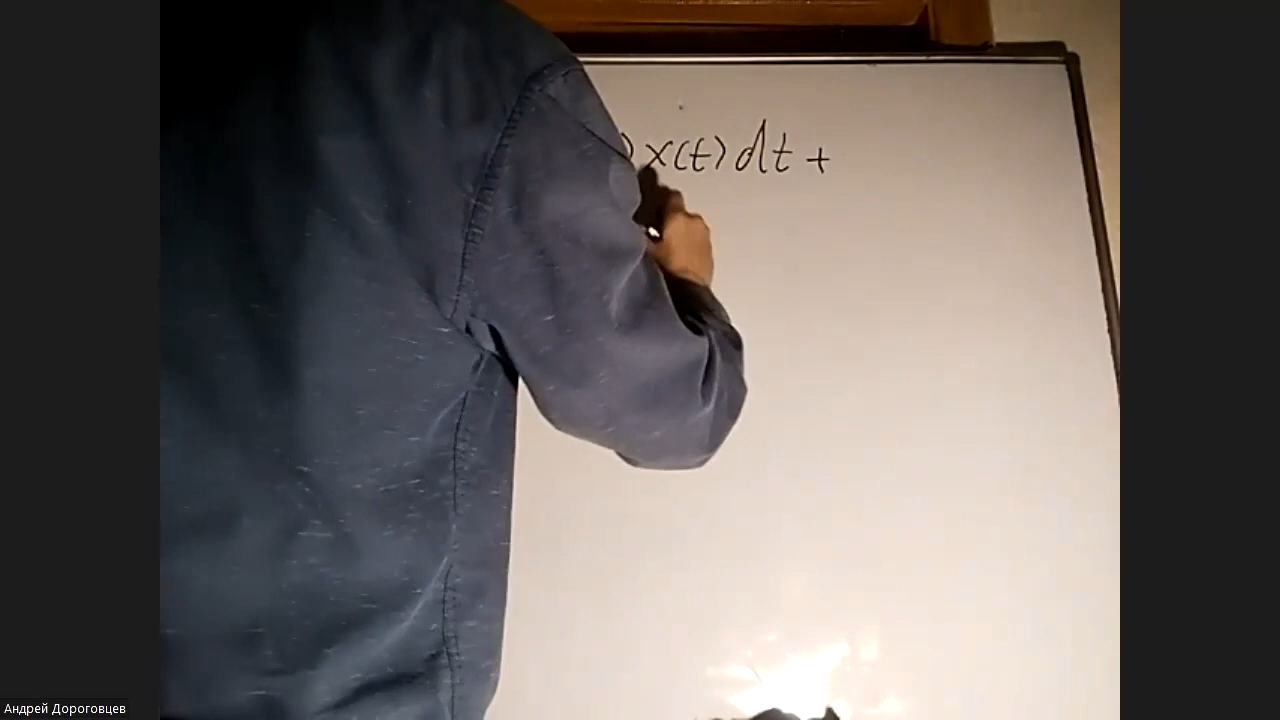 ) x(t) dt +
Андрей Дороговцев